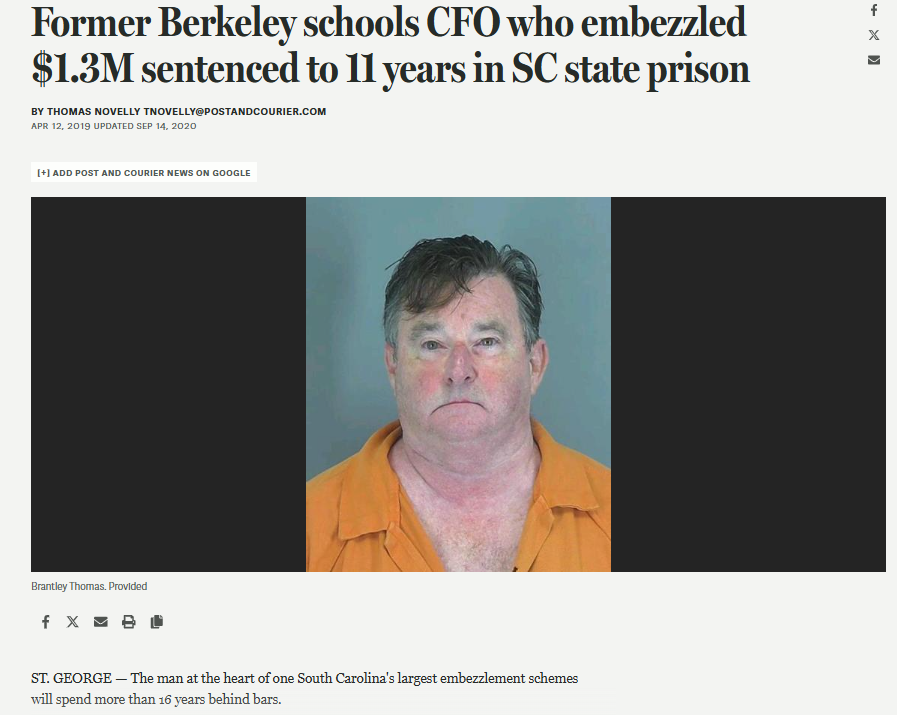 Former Berkeley schools CFO who embezzled
$1.3M sentenced to 11 years in SC state prison
BY THOMAS NOVELLY TNOVELLY@POSTANDCOURIER.COM
APR 12, 2019 UPDATED SEP 14, 2020
[+] ADD POST AND COURIER NEWS ON GOOGLE
Brantley Thomas. Provided
ST. GEORGE — The man at the heart of one South Carolina's largest embezzlement schemes
will spend more than 16 years behind bars.